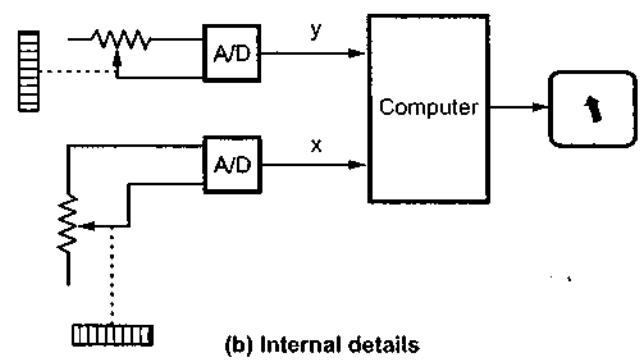 A/D
y
Computer
A/D
x
(b) Internal details